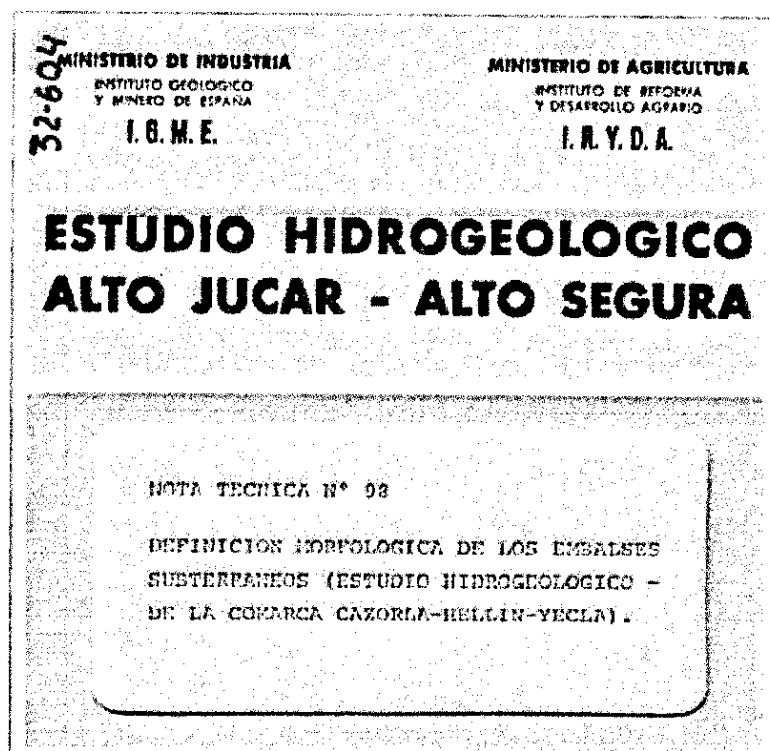 32-604
MINISTERIO DE INDUSTRIA
INSTITUTO GEOLOGICO
Y MINERO DE ESPAÑA
I. G. M. E.
MINISTERIO DE AGRICULTURA
INSTITUTO DE REFORMA
Y DESARROLLO AGRARIO
I. R. Y. D. A.
ESTUDIO HIDROGEOLOGICO
ALTO JUCAR - ALTO SEGURA
NOTA TECNICA Nº 98
DEFINICION MORFOLOGICA DE LOS EMBALSES
SUBTERRANEOS (ESTUDIO HIDROGEOLOGICO -
DE LA COMARCA CAZORLA-HELLIN-YECLA).